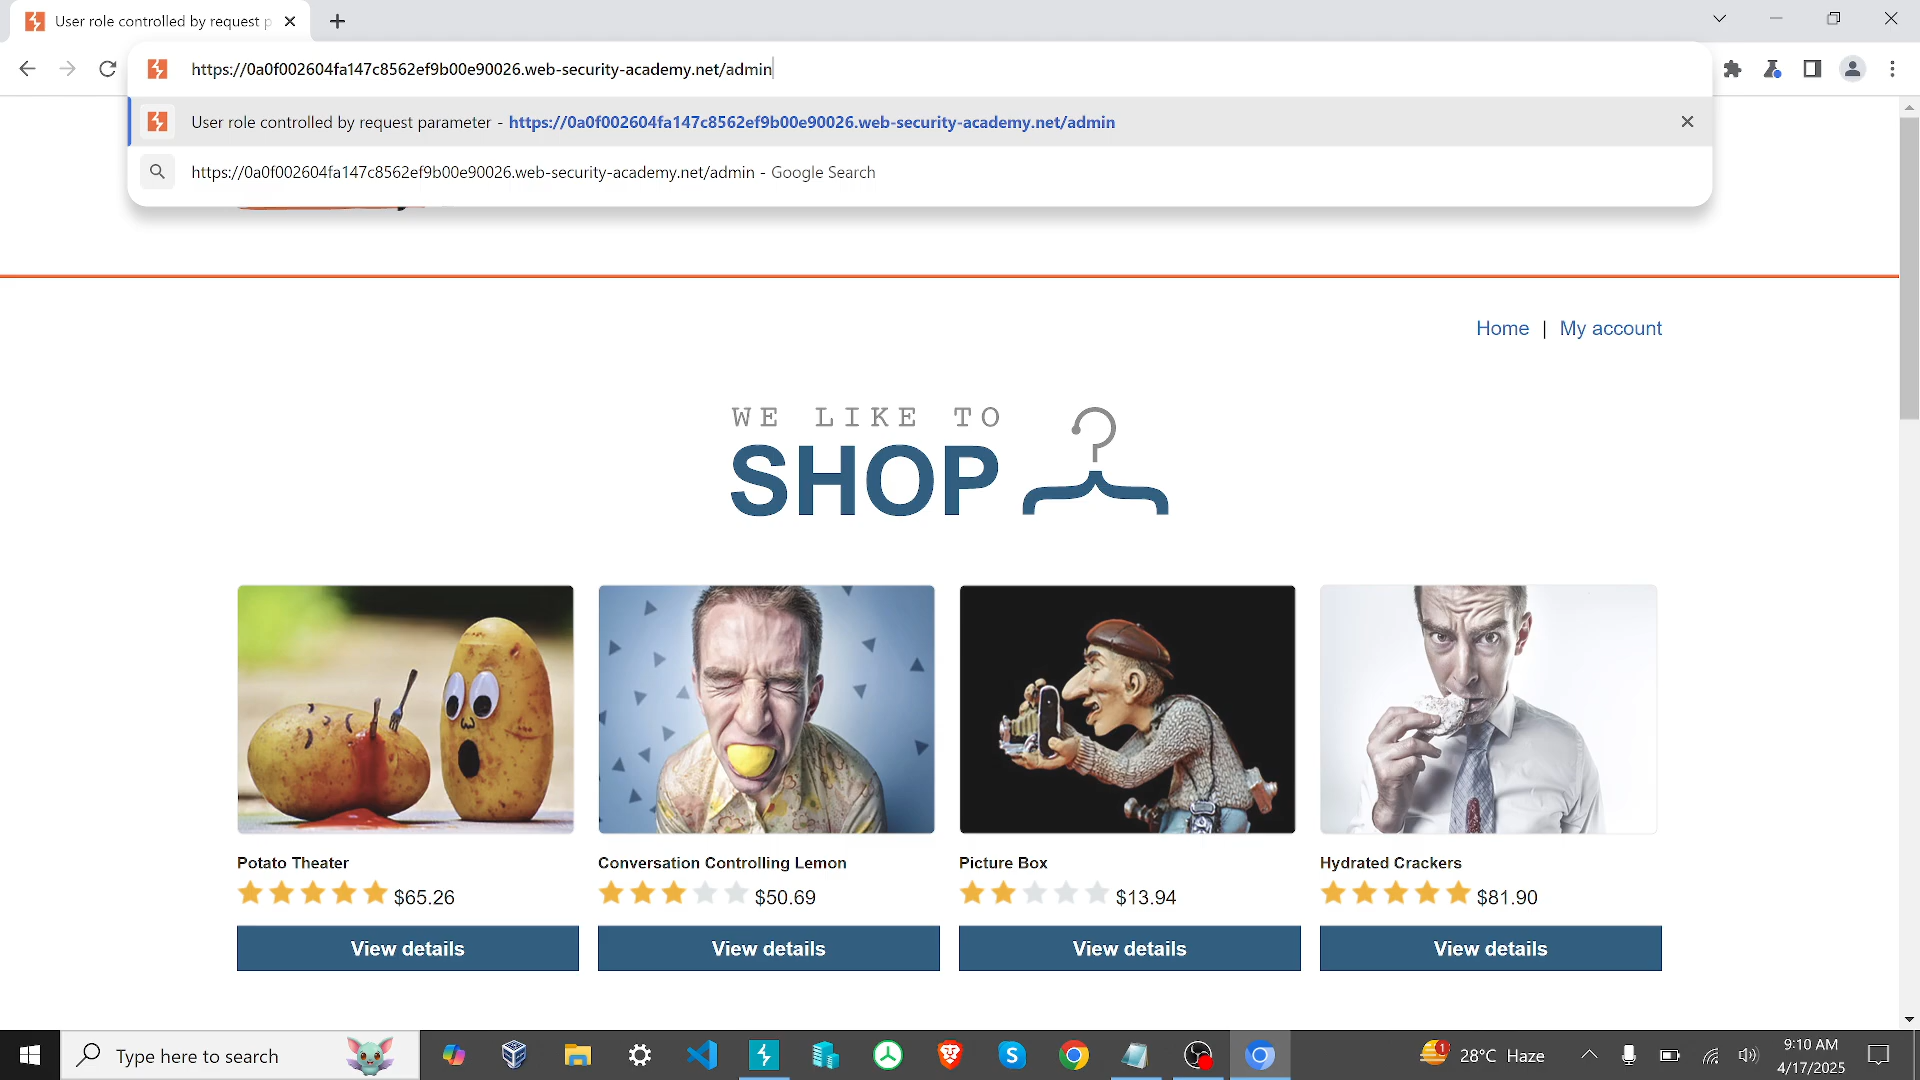 User role controlled by request p
https://0a0f002604fa147c8562ef9b00e90026.web-security-academy.net/admin
User role controlled by request parameter - https://0a0f002604fa147c8562ef9b00e90026.web-security-academy.net/admin
https://0a0f002604fa147c8562ef9b00e90026.web-security-academy.net/admin - Google Search
Home | My account
WE LIKE TO
SHOP
Potato Theater
$65.26
View details
Conversation Controlling Lemon
$50.69
View details
Picture Box
$13.94
View details
Hydrated Crackers
$81.90
View details
Type here to search
1
28°C Haze
9:10 AM
4/17/2025